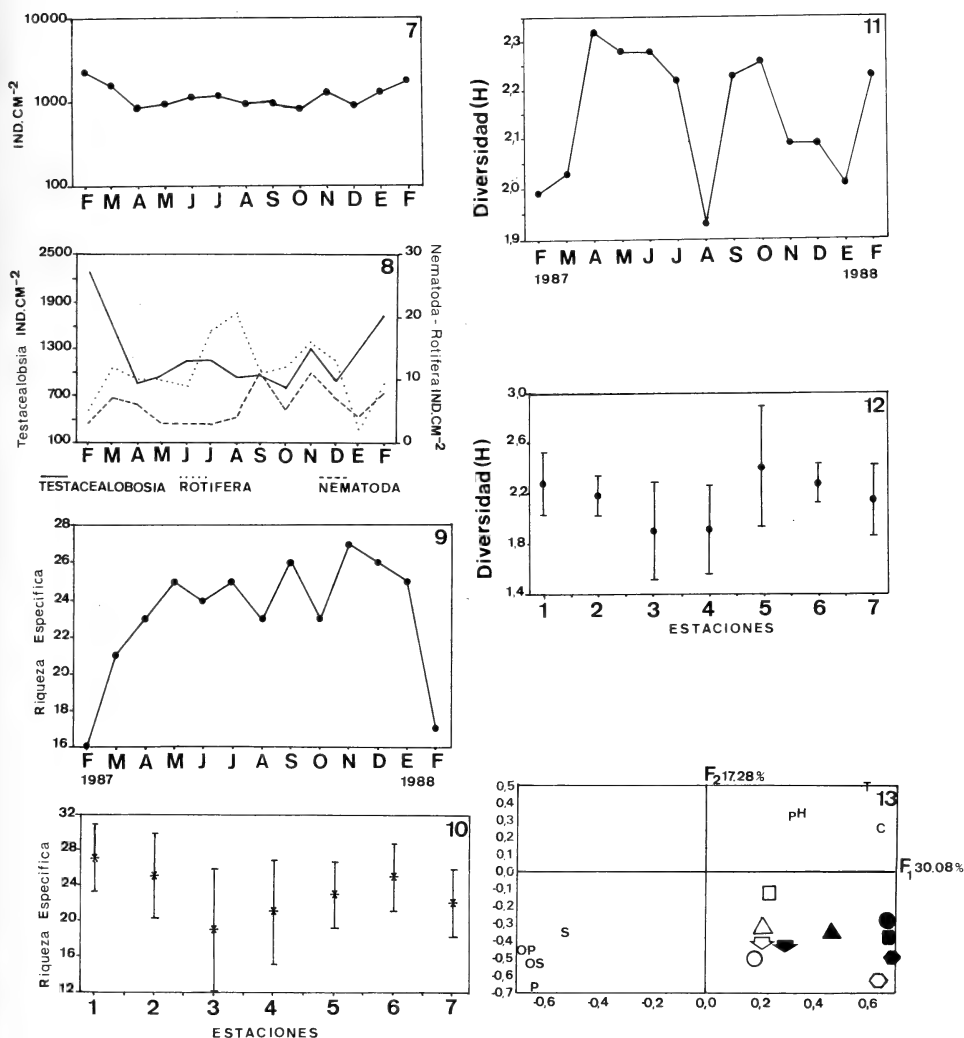 7
10000
1000
100
IND.CM-2
F M A M J J A S O N D E F
8
2500
1900
1300
700
100
Testacealobsia IND.CM-2
30
20
10
0
Nematoda-Rotifera IND.CM-2
F M A M J J A S O N D E F
TESTACEALOBOSIA ROTIFERA NEMATODA
9
28
26
24
22
20
18
16
Riqueza Específica
F M A M J J A S O N D E F
1987 1988
10
32
28
24
20
16
12
Riqueza Específica
1 2 3 4 5 6 7
ESTACIONES
11
2,3
2,2
2,1
2,0
1,9
Diversidad (H)
F M A M J J A S O N D E F
1987 1988
12
3,0
2,6
2,2
1,8
1,4
Diversidad (H)
1 2 3 4 5 6 7
ESTACIONES
F2 17.28%
13
0,5
0,4
0,3
0,2
0,1
0,0
-0,1
-0,2
-0,3
-0,4
-0,5
-0,6
-0,7
T
pH
C
F1 30.08%
S
OP
OS
P
-0,6 -0,4 -0,2 0,0 0,2 0,4 0,6